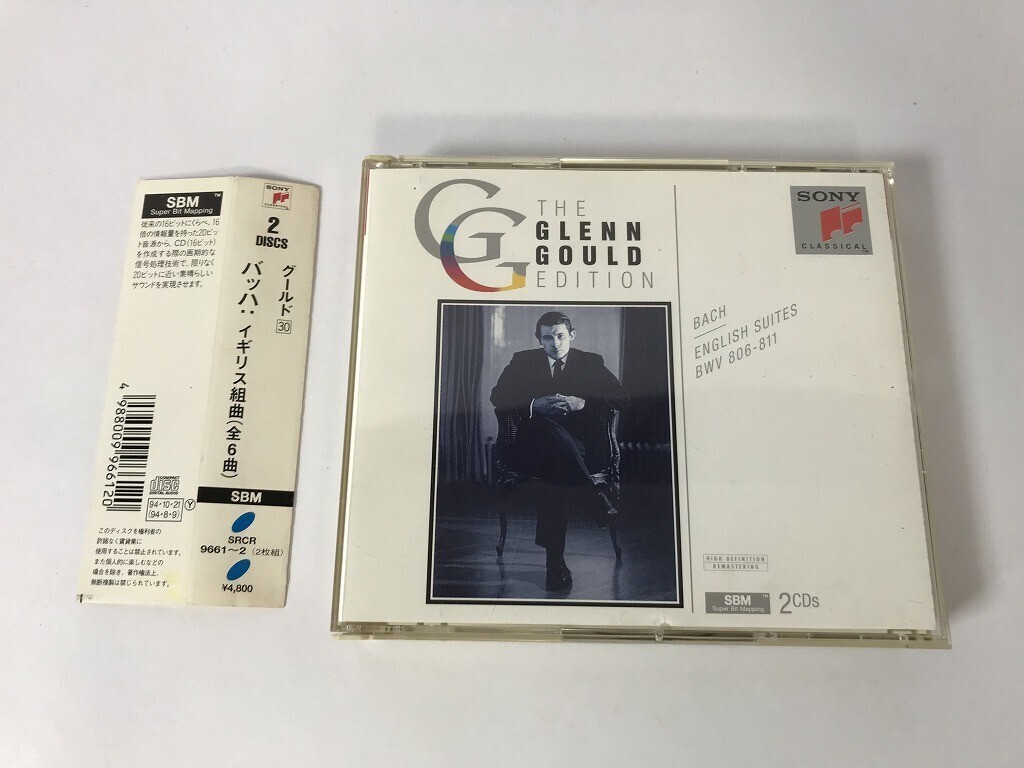 SBM™
Super Bit Mapping
従来の16ビットにくらべ、16
倍の情報量を持った20ビッ
ト音源から、CD(16ビット)
を作成する際の画期的な
信号処理技術で、限りなく
20ビットに近い素晴らしい
サウンドを実現させます。
4 988009 966120
COMPACT
disc
DIGITAL AUDIO
94・10・21
(94・8・9)
Y
このディスクを権利者の
許諾なく賃貸業に
使用することは禁止されています。
また個人的に楽しむなどの
場合を除き、著作権法上、
無断複製は禁じられています。
SONY
CLASSICAL
2
DISCS
グールド 30
バッハ:イギリス組曲(全6曲)
SBM
SRCR
9661〜2 (2枚組)
¥4,800
GG
THE
GLENN
GOULD
EDITION
SONY
CLASSICAL
BACH
ENGLISH SUITES
BWV 806-811
HIGH DEFINITION
REMASTERING
SBM™
Super Bit Mapping
2CDs